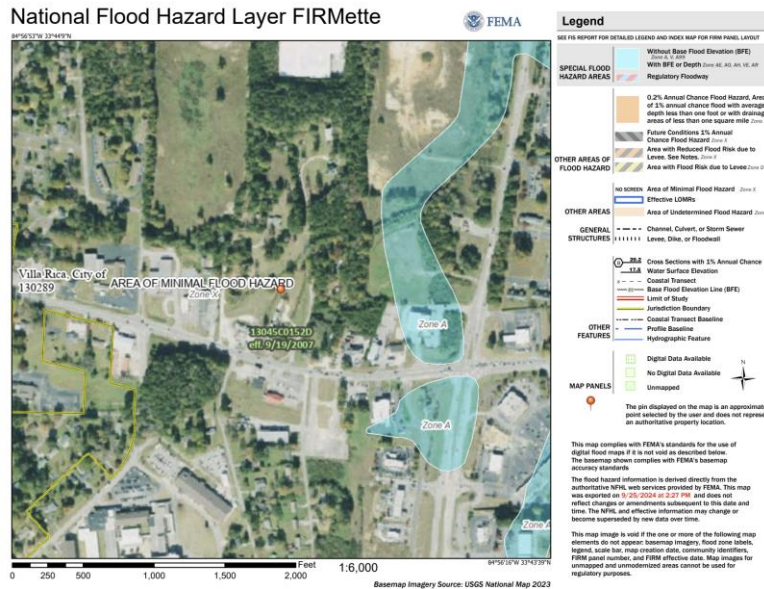 National Flood Hazard Layer FIRMette
FEMA
84°56'53"W 33°44'9"N
Villa Rica, City of
130289
AREA OF MINIMAL FLOOD HAZARD
Zone X
13045C0152D
eff. 9/19/2007
Zone A
Zone A
Zone A
84°56'16"W 33°43'39"N
Feet
0 250 500 1,000 1,500 2,000
1:6,000
Basemap Imagery Source: USGS National Map 2023
Legend
SEE FIS REPORT FOR DETAILED LEGEND AND INDEX MAP FOR FIRM PANEL LAYOUT
SPECIAL FLOOD
HAZARD AREAS
Without Base Flood Elevation (BFE)
Zone A, V, A99
With BFE or Depth Zone AE, AO, AH, VE, AR
Regulatory Floodway
0.2% Annual Chance Flood Hazard, Area
of 1% annual chance flood with average
depth less than one foot or with drainag
areas of less than one square mile Zone
Future Conditions 1% Annual
Chance Flood Hazard Zone X
Area with Reduced Flood Risk due to
Levee. See Notes. Zone X
Area with Flood Risk due to Levee Zone D
OTHER AREAS OF
FLOOD HAZARD
NO SCREEN Area of Minimal Flood Hazard Zone X
Effective LOMRs
Area of Undetermined Flood Hazard Zon
OTHER AREAS
GENERAL
STRUCTURES
Channel, Culvert, or Storm Sewer
Levee, Dike, or Floodwall
B 20.2 Cross Sections with 1% Annual Chance
17.5 Water Surface Elevation
Coastal Transect
Base Flood Elevation Line (BFE)
Limit of Study
Jurisdiction Boundary
Coastal Transect Baseline
Profile Baseline
Hydrographic Feature
OTHER
FEATURES
Digital Data Available
No Digital Data Available
Unmapped
MAP PANELS
N
The pin displayed on the map is an approximat
point selected by the user and does not represe
an authoritative property location.
This map complies with FEMA's standards for the use of
digital flood maps if it is not void as described below.
The basemap shown complies with FEMA's basemap
accuracy standards
The flood hazard information is derived directly from the
authoritative NFHL web services provided by FEMA. This map
was exported on 9/25/2024 at 2:27 PM and does not
reflect changes or amendments subsequent to this date and
time. The NFHL and effective information may change or
become superseded by new data over time.
This map image is void if the one or more of the following map
elements do not appear: basemap imagery, flood zone labels,
legend, scale bar, map creation date, community identifiers,
FIRM panel number, and FIRM effective date. Map images for
unmapped and unmodernized areas cannot be used for
regulatory purposes.